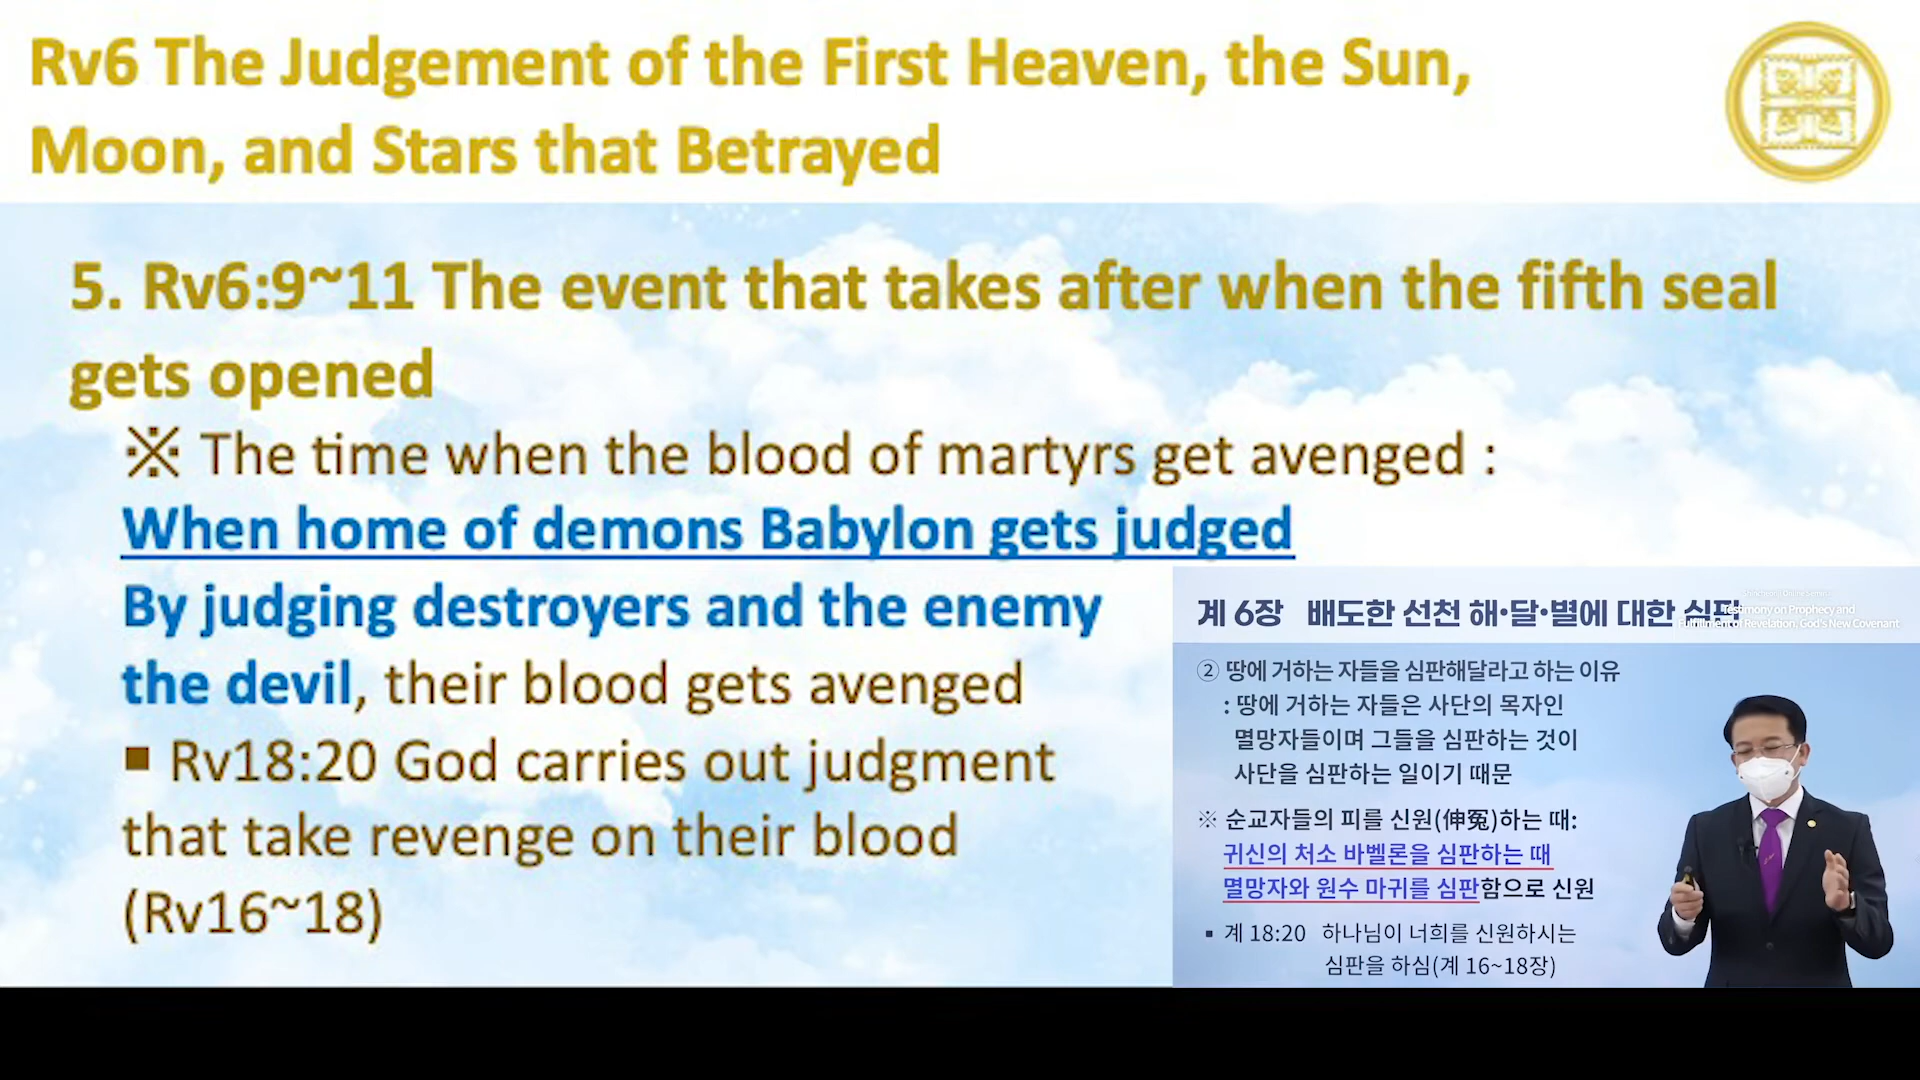 Rv6 The Judgement of the First Heaven, the Sun,
Moon, and Stars that Betrayed
5. Rv6:9~11 The event that takes after when the fifth seal
gets opened
※ The time when the blood of martyrs get avenged :
When home of demons Babylon gets judged
By judging destroyers and the enemy
the devil, their blood gets avenged
▪ Rv18:20 God carries out judgment
that take revenge on their blood
(Rv16~18)
계 6장 배도한 선천 해·달·별에 대한 심판
Testimony on Prophecy and
Fulfillment of Revelation, God's New Covenant
② 땅에 거하는 자들을 심판해달라고 하는 이유
: 땅에 거하는 자들은 사단의 목자인
멸망자들이며 그들을 심판하는 것이
사단을 심판하는 일이기 때문
※ 순교자들의 피를 신원(伸冤)하는 때:
귀신의 처소 바벨론을 심판하는 때
멸망자와 원수 마귀를 심판함으로 신원
▪ 계 18:20 하나님이 너희를 신원하시는
심판을 하심(계 16~18장)